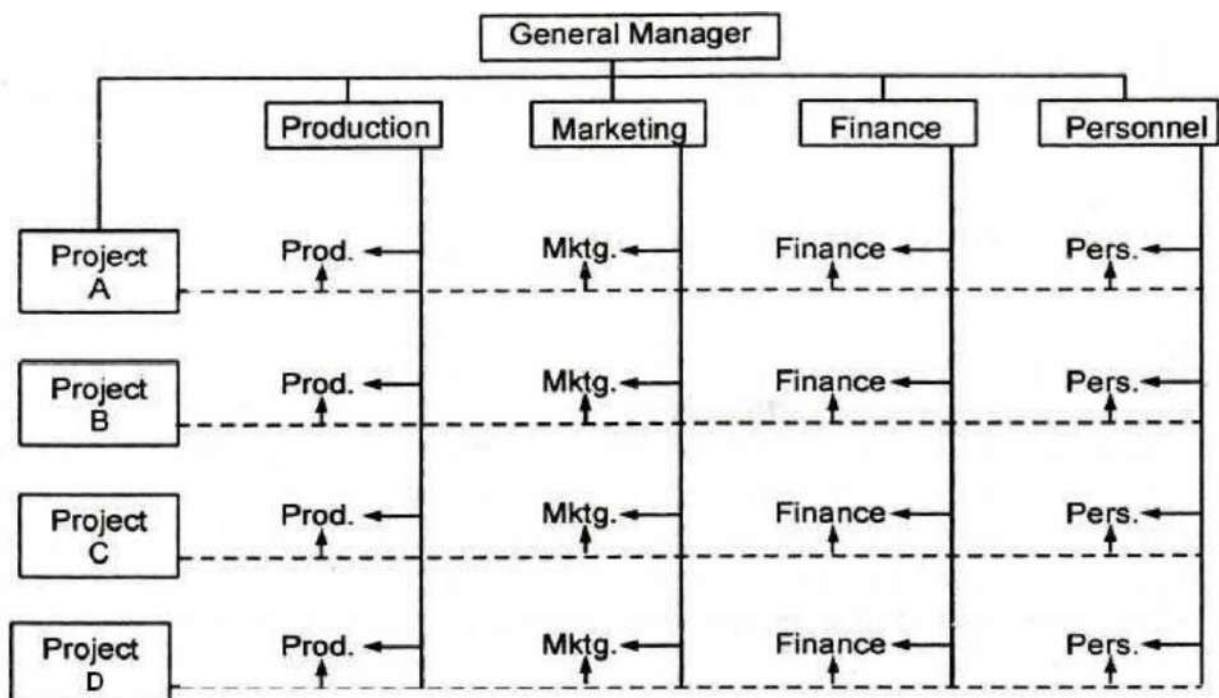 General Manager
Production Marketing Finance Personnel
Project
A
Prod. Mktg. Finance Pers.
Project
B
Prod. Mktg. Finance Pers.
Project
C
Prod. Mktg. Finance Pers.
Project
D
Prod. Mktg. Finance Pers.